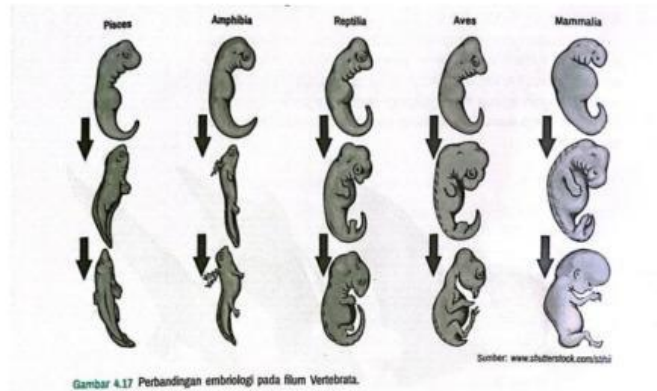 Pisces
Amphibia
Reptilia
Aves
Mammalia
Sumber: www.shutterstock.com/
Gambar 4.17 Perbandingan embriologi pada filum Vertebrata.